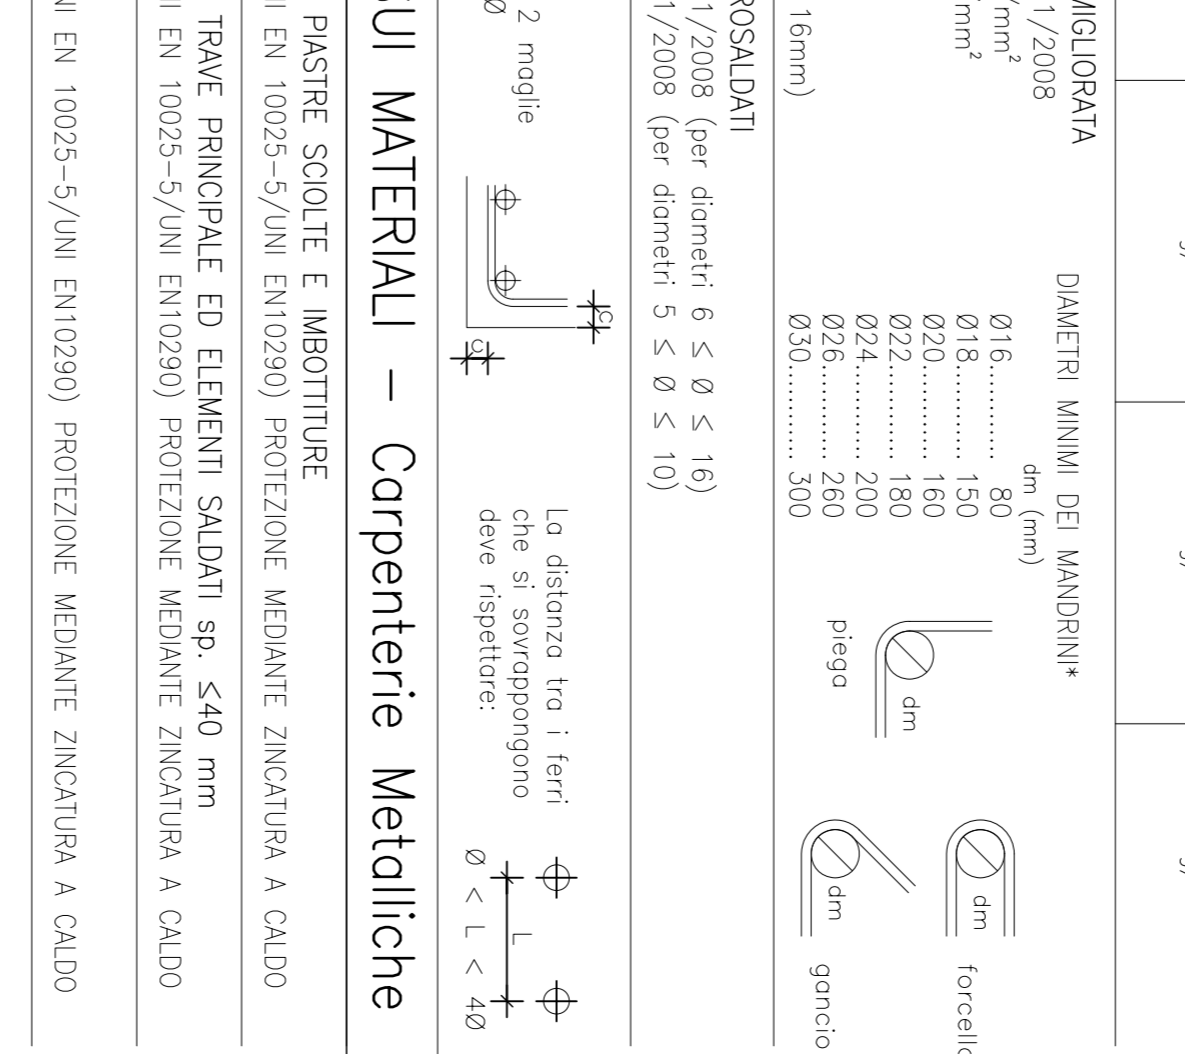 MIGLIORATA
1/2008
/mm²
mm²
16mm)
DIAMETRI MINIMI DEI MANDRINI*
dm (mm)
Ø16............ 80
Ø18............ 150
Ø20............ 160
Ø22............ 180
Ø24............ 200
Ø26............ 260
Ø30............ 300
dm
piega
dm
forcella
dm
gancio
ROSALDATI
1/2008 (per diametri 6 ≤ Ø ≤ 16)
1/2008 (per diametri 5 ≤ Ø ≤ 10)
2 maglie
Ø
c
c
La distanza tra i ferri
che si sovrappongono
deve rispettare:
L
Ø < L < 4Ø
SUI MATERIALI – Carpenterie Metalliche
PIASTRE SCIOLTE E IMBOTTITURE
NI EN 10025–5/UNI EN10290) PROTEZIONE MEDIANTE ZINCATURA A CALDO
TRAVE PRINCIPALE ED ELEMENTI SALDATI sp. ≤40 mm
NI EN 10025–5/UNI EN10290) PROTEZIONE MEDIANTE ZINCATURA A CALDO
NI EN 10025–5/UNI EN10290) PROTEZIONE MEDIANTE ZINCATURA A CALDO